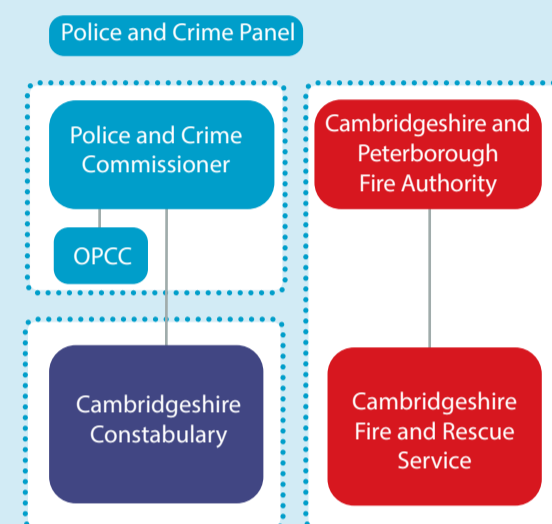 Police and Crime Panel
Police and Crime
Commissioner
OPCC
Cambridgeshire
Constabulary
Cambridgeshire and
Peterborough
Fire Authority
Cambridgeshire
Fire and Rescue
Service